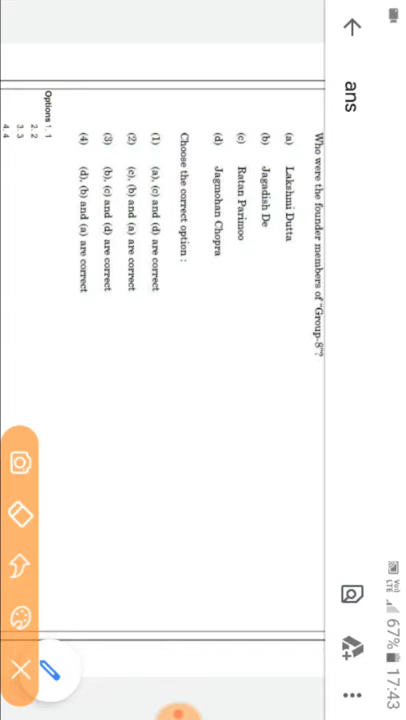 ans
67% 17:43
Vo)
LTE
Who were the founder members of "Group-8"?
(a) Lakshmi Dutta
(b) Jagadish De
(c) Ratan Parimoo
(d) Jagmohan Chopra
Choose the correct option :
(1) (a), (c) and (d) are correct
(2) (c), (b) and (a) are correct
(3) (b), (c) and (d) are correct
(4) (d), (b) and (a) are correct
Options 1. 1
2. 2
3. 3
4. 4